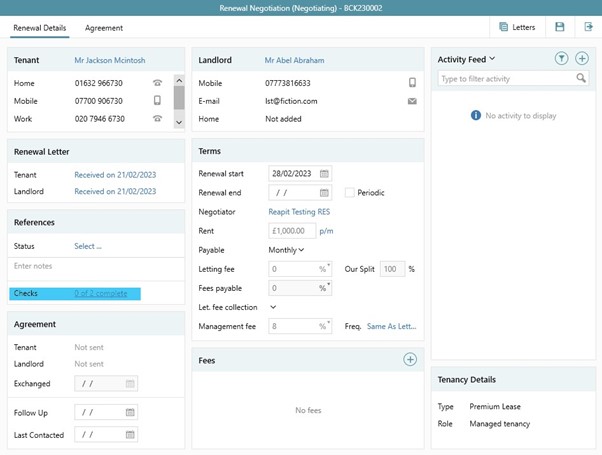 Renewal Negotiation (Negotiating) - BCK230002
Renewal Details Agreement Letters
Tenant Mr Jackson Mcintosh
Home 01632 966730
Mobile 07700 906730
Work 020 7946 6730
Renewal Letter
Tenant Received on 21/02/2023
Landlord Received on 21/02/2023
References
Status Select ...
Enter notes
Checks 0 of 2 complete
Agreement
Tenant Not sent
Landlord Not sent
Exchanged / /
Follow Up / /
Last Contacted / /
Landlord Mr Abel Abraham
Mobile 07773816633
E-mail lst@fiction.com
Home Not added
Terms
Renewal start 28/02/2023
Renewal end / / Periodic
Negotiator Reapit Testing RES
Rent £1,000.00 p/m
Payable Monthly
Letting fee 0 %* Our Split 100 %
Fees payable 0 %*
Let. fee collection
Management fee 8 %* Freq. Same As Lett...
Fees
No fees
Activity Feed
Type to filter activity
No activity to display
Tenancy Details
Type Premium Lease
Role Managed tenancy